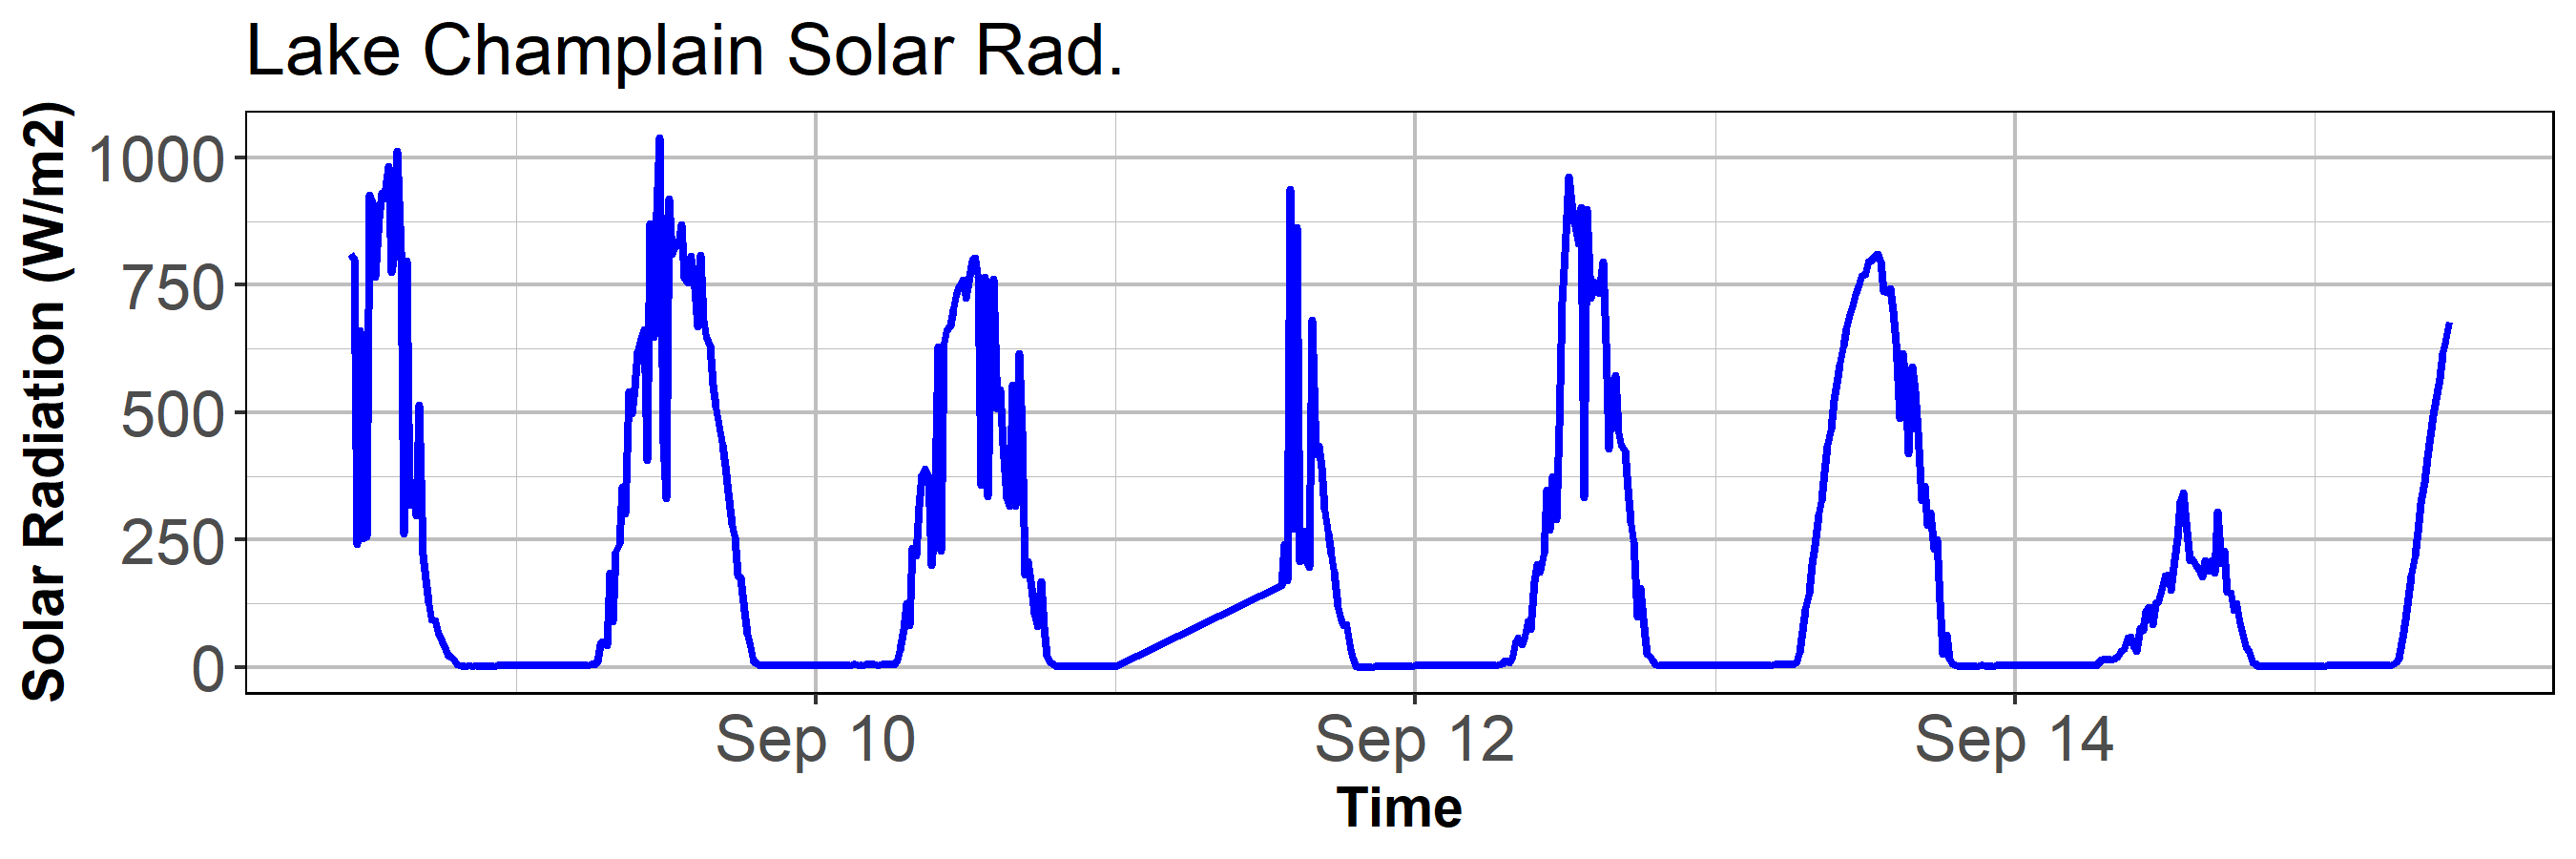 Lake Champlain Solar Rad.
Solar Radiation (W/m2)
1000
750
500
250
0
Sep 10
Sep 12
Sep 14
Time